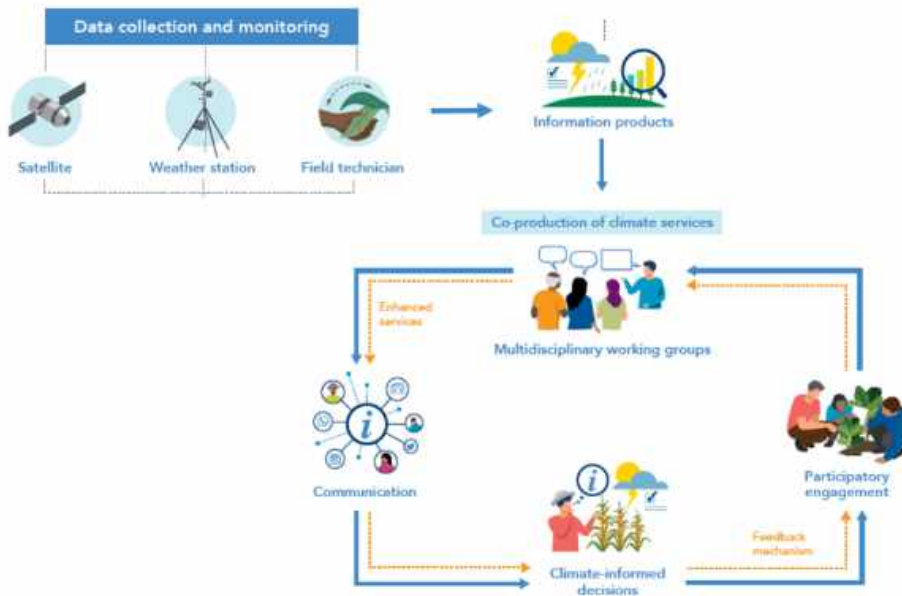 Data collection and monitoring
Satellite
Weather station
Field technician
Information products
Co-production of climate services
Enhanced
services
Multidisciplinary working groups
Communication
Participatory
engagement
Feedback
mechanism
Climate-informed
decisions